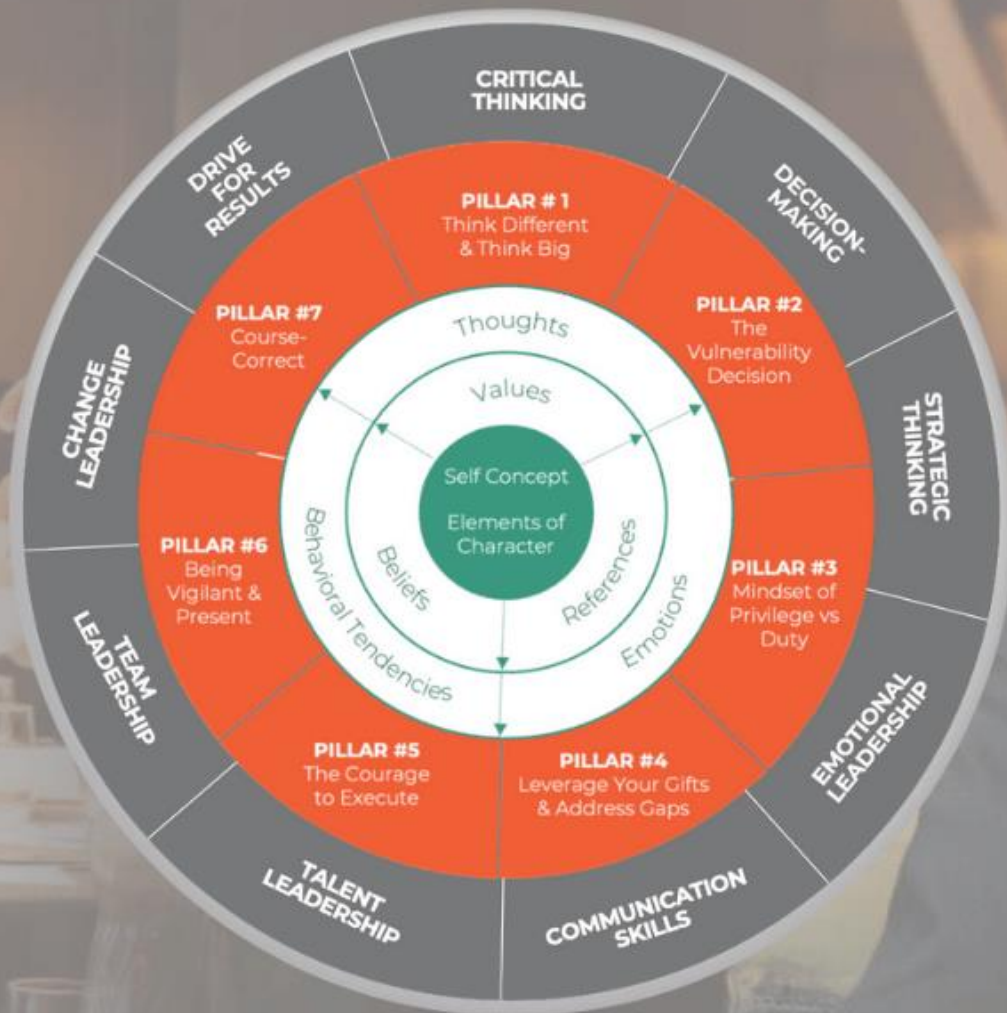 CRITICAL
THINKING
DECISION-
MAKING
STRATEGIC
THINKING
EMOTIONAL
LEADERSHIP
COMMUNICATION
SKILLS
TALENT
LEADERSHIP
TEAM
LEADERSHIP
CHANGE
LEADERSHIP
DRIVE
FOR
RESULTS
PILLAR # 1
Think Different
& Think Big
PILLAR #2
The
Vulnerability
Decision
PILLAR #3
Mindset of
Privilege vs
Duty
PILLAR #4
Leverage Your Gifts
& Address Gaps
PILLAR #5
The Courage
to Execute
PILLAR #6
Being
Vigilant &
Present
PILLAR #7
Course-
Correct
Thoughts
Emotions
Behavioral Tendencies
Values
References
Beliefs
Self Concept
Elements of
Character